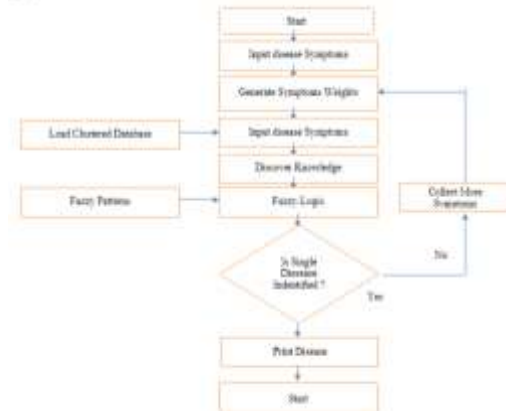 Start
Input disease Symptoms
Generate Symptoms Weights
Load Clustered Database
Input disease Symptoms
Discover Knowledge
Fuzzy Patterns
Fuzzy Logic
Collect More
Symptoms
Is Single
Disease
Indentified ?
No
Yes
Print Disease
Start